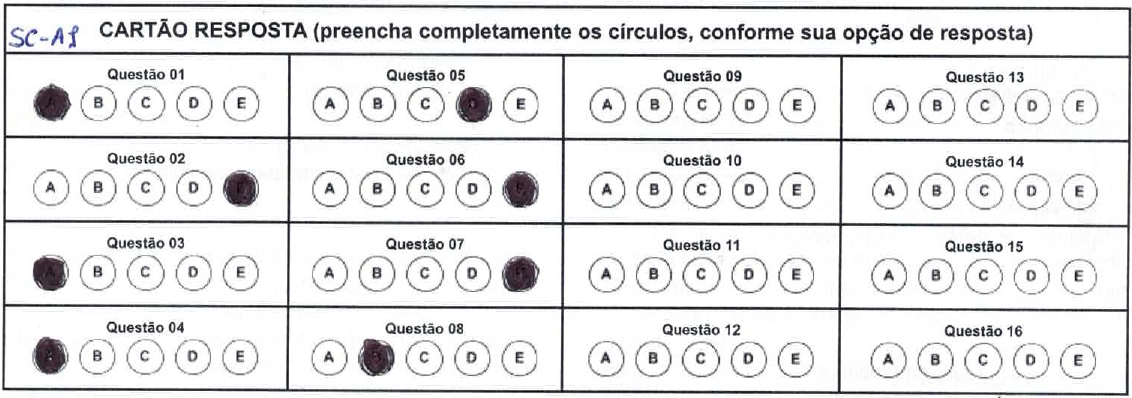 SC-A1 CARTÃO RESPOSTA (preencha completamente os círculos, conforme sua opção de resposta)
Questão 01 Questão 05 Questão 09 Questão 13
A B C D E A B C D E A B C D E A B C D E
Questão 02 Questão 06 Questão 10 Questão 14
A B C D E A B C D E A B C D E A B C D E
Questão 03 Questão 07 Questão 11 Questão 15
A B C D E A B C D E A B C D E A B C D E
Questão 04 Questão 08 Questão 12 Questão 16
A B C D E A B C D E A B C D E A B C D E